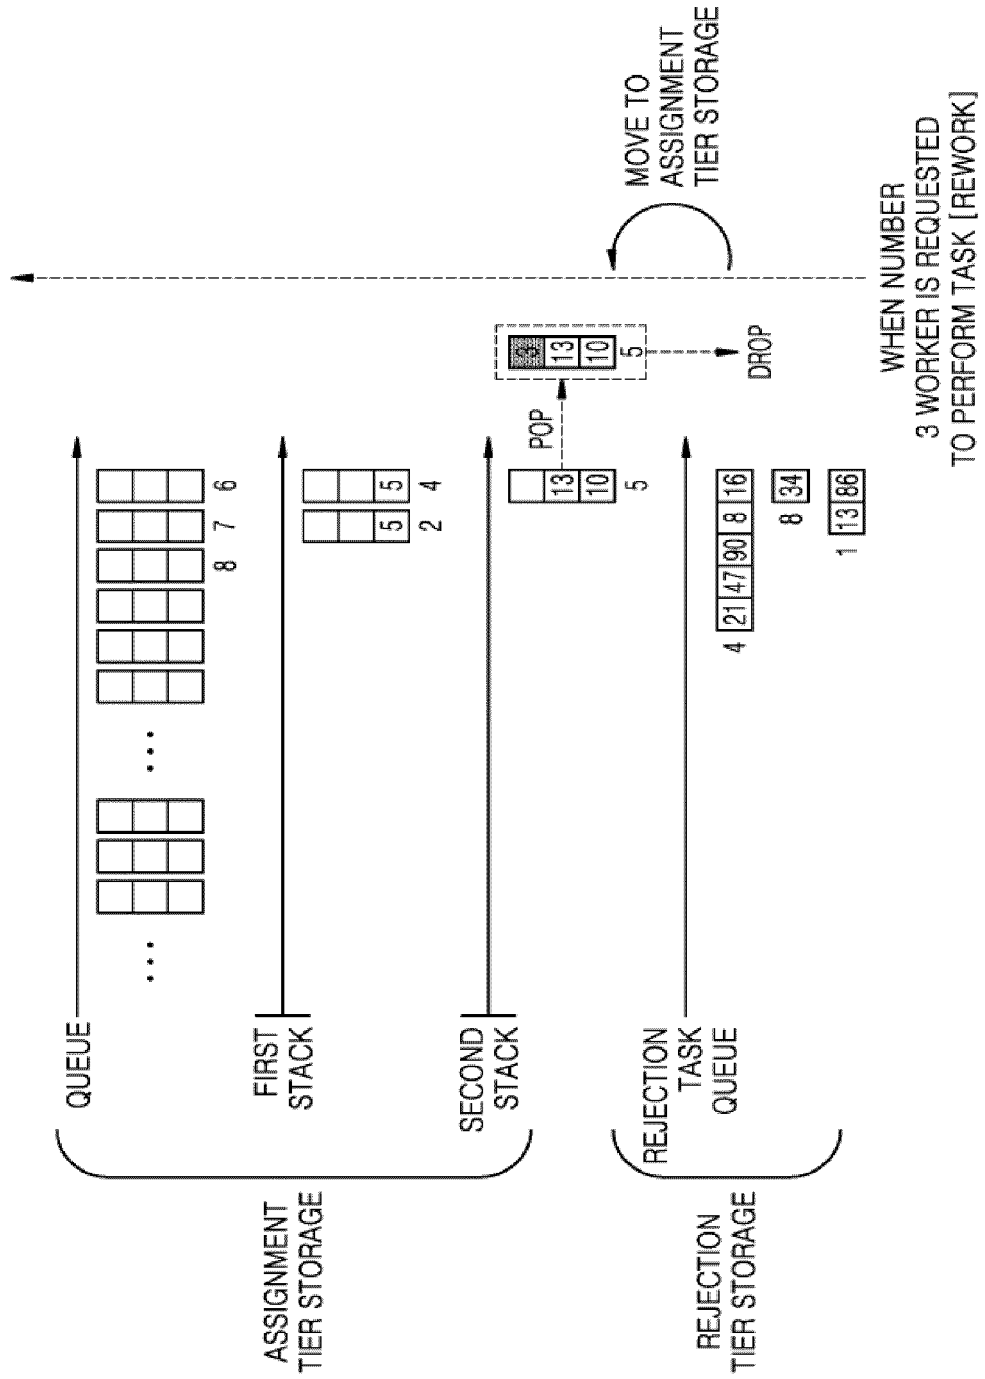 ASSIGNMENT
TIER STORAGE
QUEUE
8 7 6
FIRST
STACK
5 5
2 4
SECOND
STACK
13
10
5
POP
3
13
10
5
DROP
REJECTION
TIER STORAGE
REJECTION
TASK
QUEUE
4 21 47 90 8 16
8 34
1 13 86
MOVE TO
ASSIGNMENT
TIER STORAGE
WHEN NUMBER
3 WORKER IS REQUESTED
TO PERFORM TASK [REWORK]